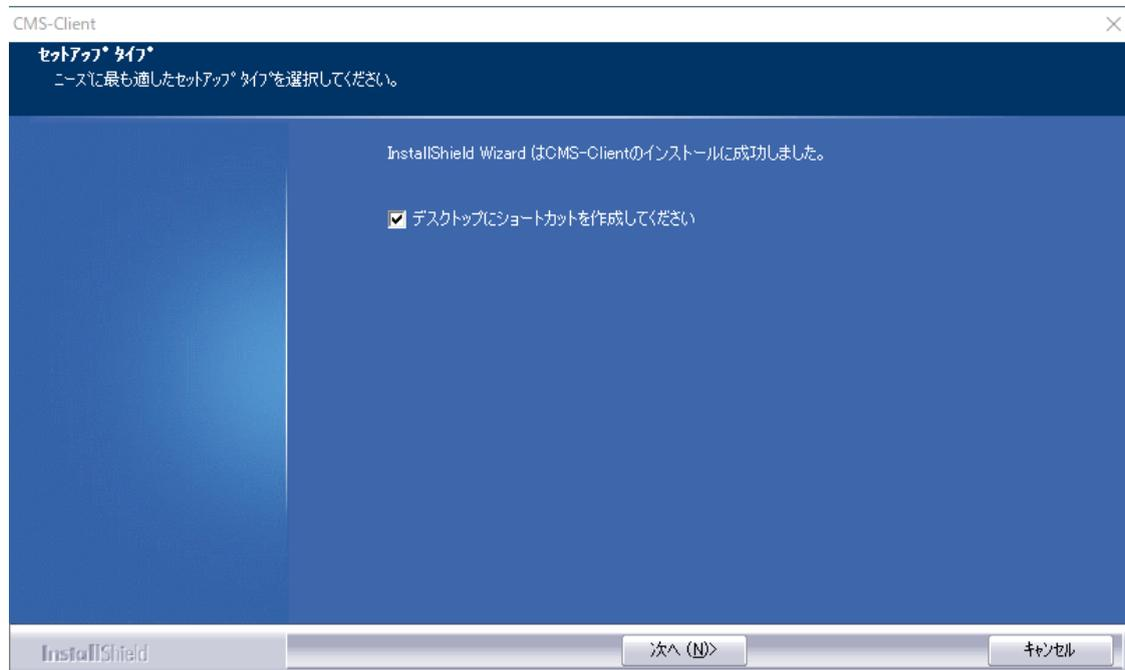 CMS-Client
セットアップ タイプ
ニーズに最も適したセットアップ タイプを選択してください。
InstallShield Wizard はCMS-Clientのインストールに成功しました。
デスクトップにショートカットを作成してください
InstallShield
次へ (N)>
キャンセル